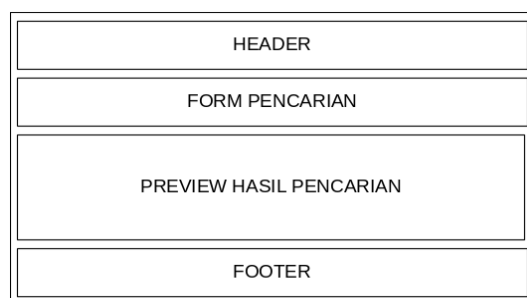 HEADER
FORM PENCARIAN
PREVIEW HASIL PENCARIAN
FOOTER